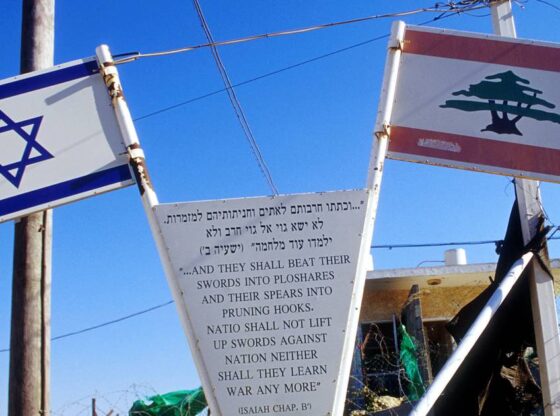 "...וכתתו חרבותם לאתים וחניתותיהם למזמרות.
לא ישא גוי אל גוי חרב ולא
ילמדו עוד מלחמה" (ישעיה ב')
"...AND THEY SHALL BEAT THEIR
SWORDS INTO PLOSHARES
AND THEIR SPEARS INTO
PRUNING HOOKS.
NATIO SHALL NOT LIFT
UP SWORDS AGAINST
NATION NEITHER
SHALL THEY LEARN
WAR ANY MORE"
(ISAIAH CHAP. B')